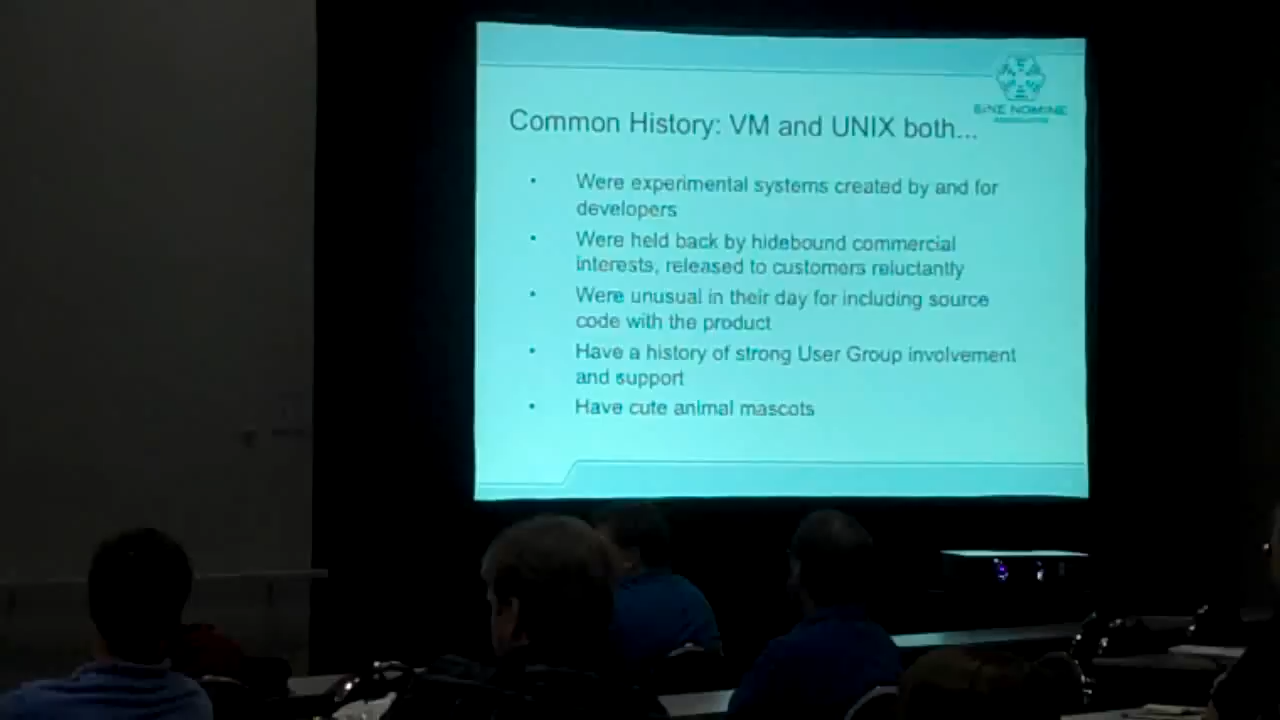 SINE NOMINE
ASSOCIATES
Common History: VM and UNIX both...
• Were experimental systems created by and for
developers
• Were held back by hidebound commercial
interests, released to customers reluctantly
• Were unusual in their day for including source
code with the product
• Have a history of strong User Group involvement
and support
• Have cute animal mascots